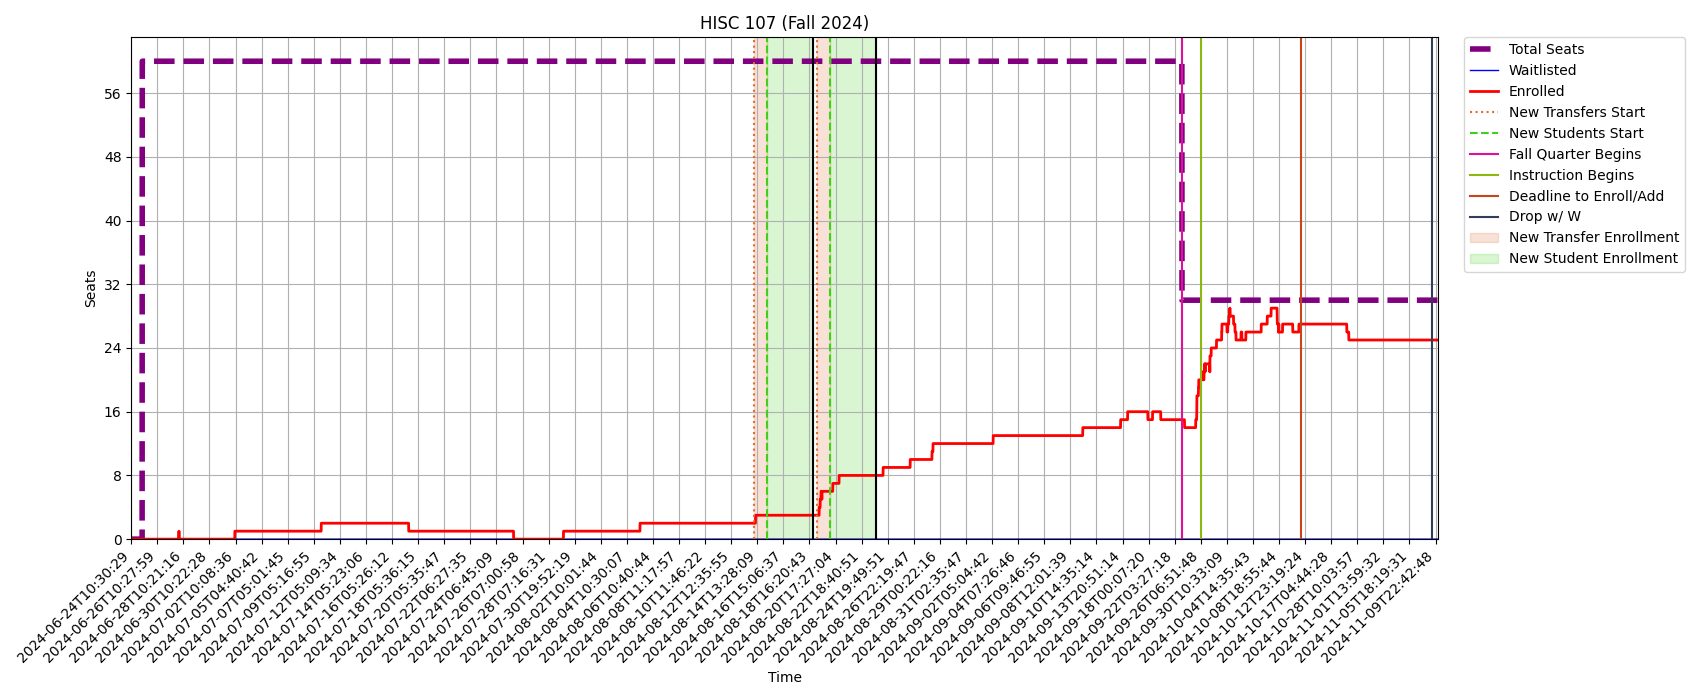 HISC 107 (Fall 2024)
Seats
56
48
40
32
24
16
8
0
2024-06-24T10:30:29
2024-06-26T10:27:59
2024-06-28T10:21:16
2024-06-30T10:22:28
2024-07-02T10:08:36
2024-07-05T04:40:42
2024-07-07T05:01:45
2024-07-09T05:16:55
2024-07-12T05:09:34
2024-07-14T05:23:06
2024-07-16T05:26:12
2024-07-18T05:36:15
2024-07-20T05:35:47
2024-07-22T06:27:35
2024-07-24T06:45:09
2024-07-26T07:00:58
2024-07-28T07:16:31
2024-07-30T19:52:19
2024-08-02T10:01:44
2024-08-04T10:30:07
2024-08-06T10:40:44
2024-08-08T11:17:57
2024-08-10T11:46:22
2024-08-12T12:35:55
2024-08-14T13:28:09
2024-08-16T15:06:37
2024-08-18T16:20:43
2024-08-20T17:27:04
2024-08-22T18:40:51
2024-08-24T19:49:51
2024-08-26T22:19:47
2024-08-29T00:22:16
2024-08-31T02:35:47
2024-09-02T05:04:42
2024-09-04T07:26:46
2024-09-06T09:46:55
2024-09-08T12:01:39
2024-09-10T14:35:14
2024-09-13T20:51:14
2024-09-18T00:07:20
2024-09-22T03:27:18
2024-09-26T06:51:48
2024-09-30T10:33:09
2024-10-04T14:35:43
2024-10-08T18:55:44
2024-10-12T23:19:24
2024-10-17T04:44:28
2024-10-28T10:03:57
2024-11-01T13:59:32
2024-11-05T18:19:31
2024-11-09T22:42:48
Time
Total Seats
Waitlisted
Enrolled
New Transfers Start
New Students Start
Fall Quarter Begins
Instruction Begins
Deadline to Enroll/Add
Drop w/ W
New Transfer Enrollment
New Student Enrollment